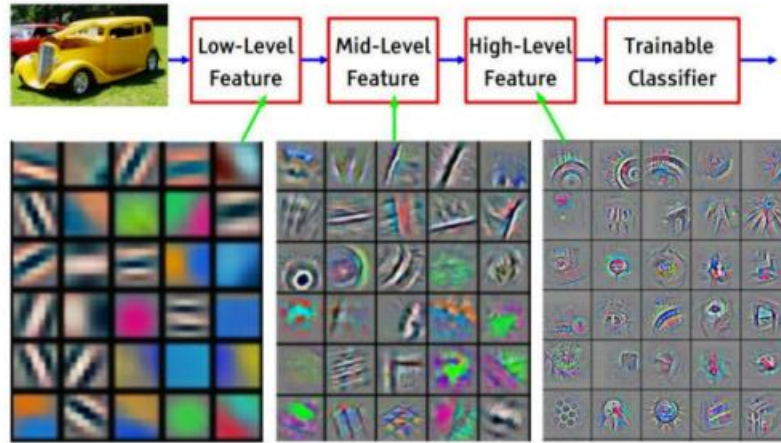 Low-Level
Feature
Mid-Level
Feature
High-Level
Feature
Trainable
Classifier